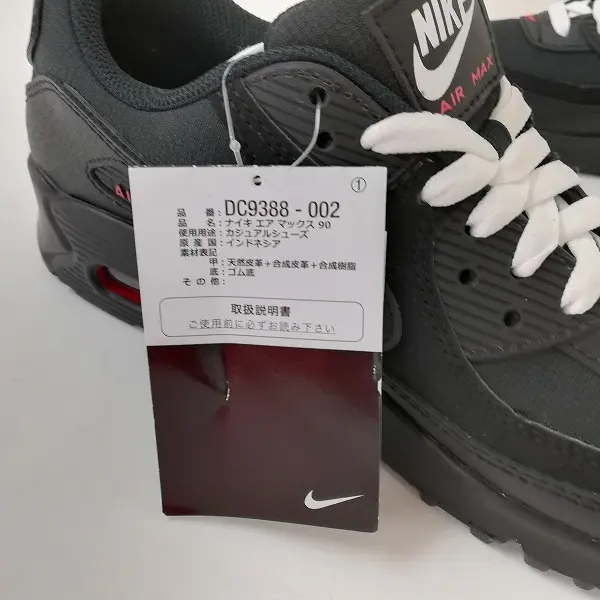 NIKE
AIR MAX
AIR
①
品 番 : DC9388 - 002
品 名 : ナイキ エア マックス 90
使用用途 : カジュアルシューズ
原 産 国 : インドネシア
素材表記
甲 : 天然皮革+合成皮革+合成樹脂
底 : ゴム底
そ の 他 :
取扱説明書
ご使用前に必ずお読み下さい